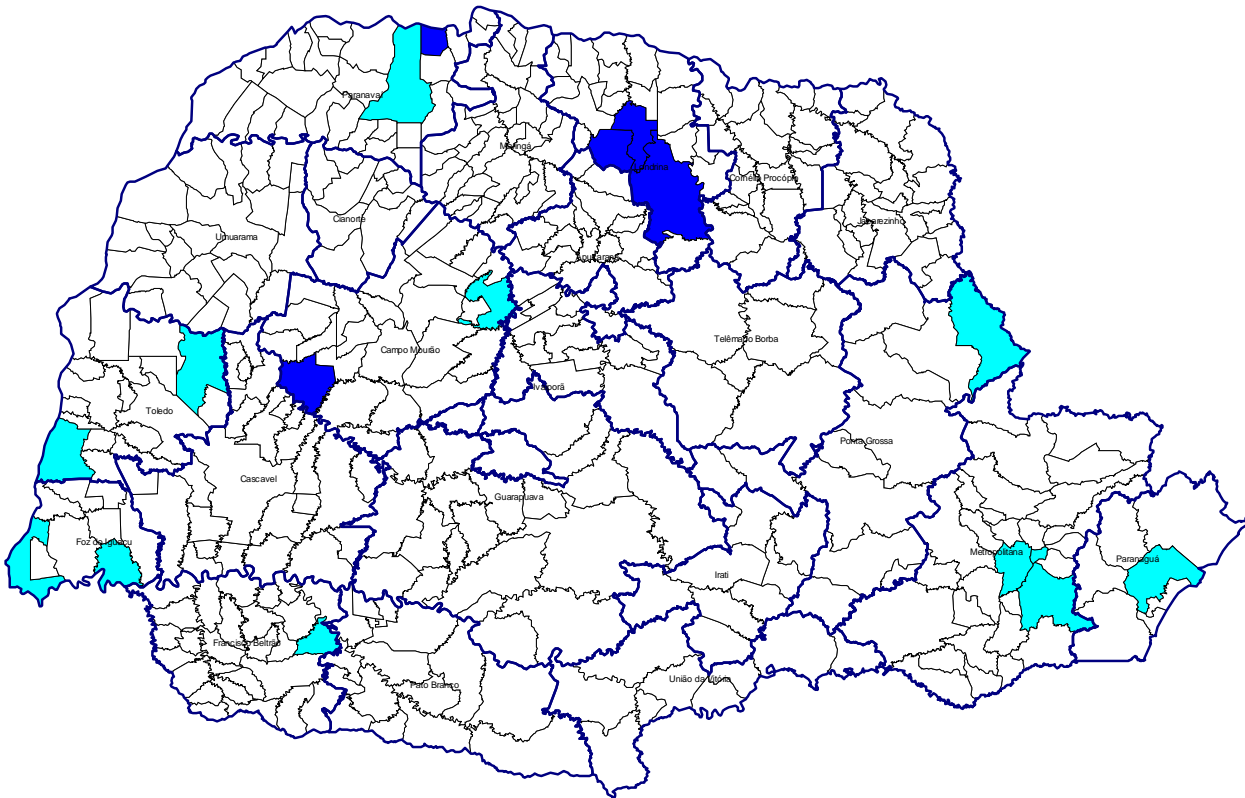 Paranavaí
Maringá
Cornélio Procópio
Cianorte
Jacarezinho
Umuarama
Apucarana
Telêmaco Borba
Campo Mourão
Ivaiporã
Toledo
Ponta Grossa
Cascavel
Guarapuava
Foz do Iguaçu
Metropolitana
Paranaguá
Irati
Francisco Beltrão
União da Vitória
Pato Branco